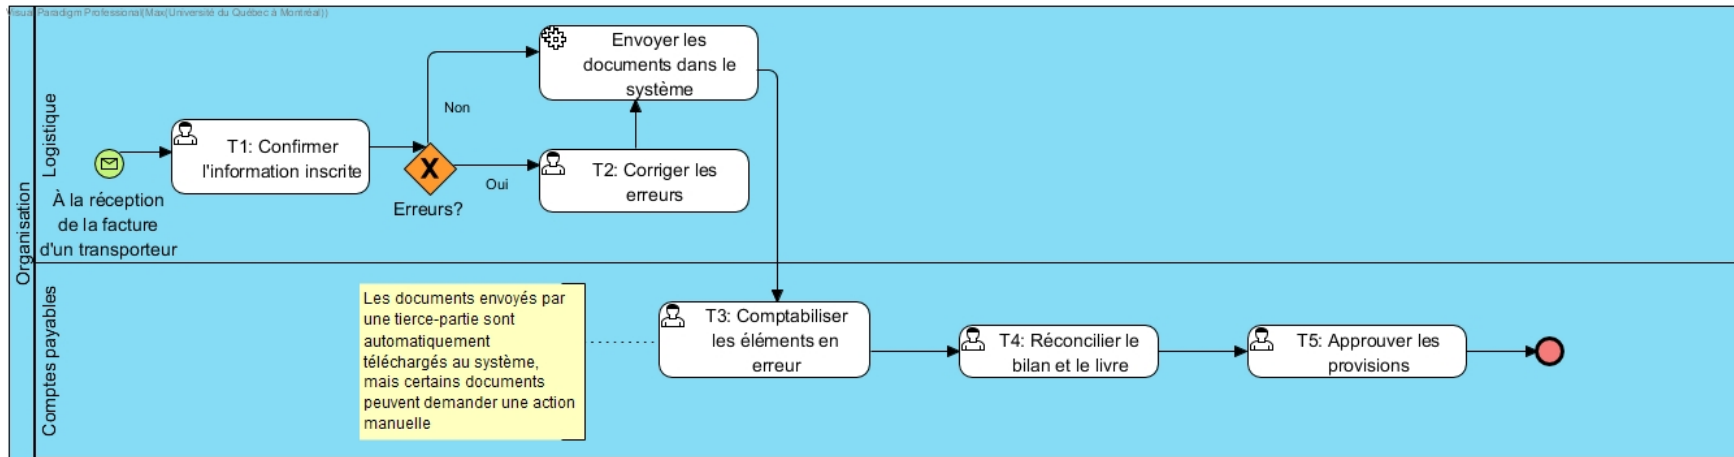 Visual Paradigm Professional(Max(Université du Québec à Montréal))
Organisation
Logistique
À la réception
de la facture
d'un transporteur
T1: Confirmer
l'information inscrite
Erreurs?
Non
Oui
Envoyer les
documents dans le
système
T2: Corriger les
erreurs
Comptes payables
Les documents envoyés par
une tierce-partie sont
automatiquement
téléchargés au système,
mais certains documents
peuvent demander une action
manuelle
T3: Comptabiliser
les éléments en
erreur
T4: Réconcilier le
bilan et le livre
T5: Approuver les
provisions